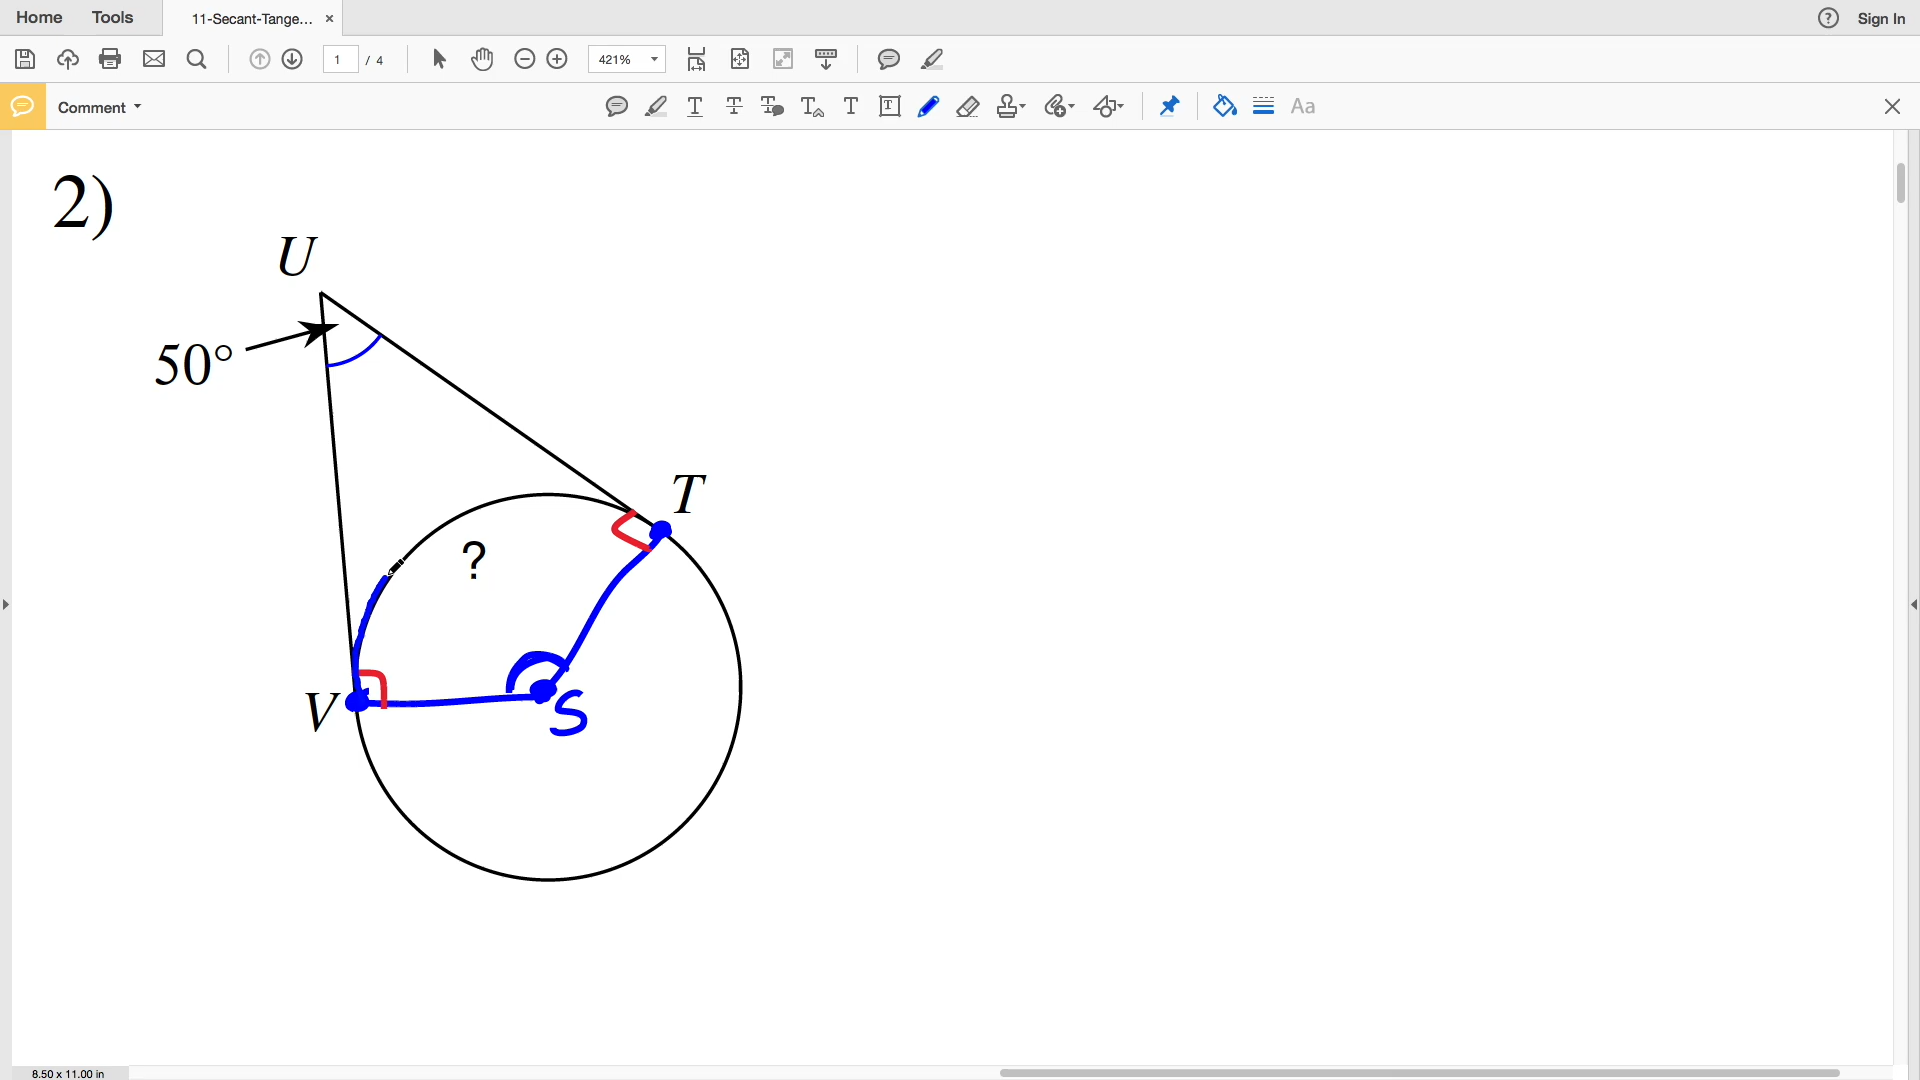 Home Tools 11-Secant-Tange... × ? Sign In
1 / 4 421%
Comment T T T T T T Aa
2)
U
50°
T
?
V
S
8.50 x 11.00 in